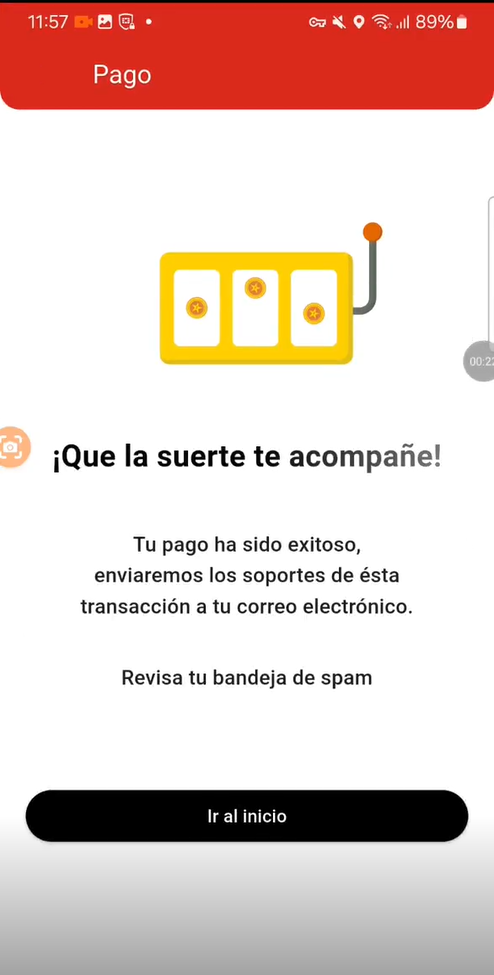 11:57 89%
Pago
00:22
¡Que la suerte te acompañe!
Tu pago ha sido exitoso,
enviaremos los soportes de ésta
transacción a tu correo electrónico.
Revisa tu bandeja de spam
Ir al inicio